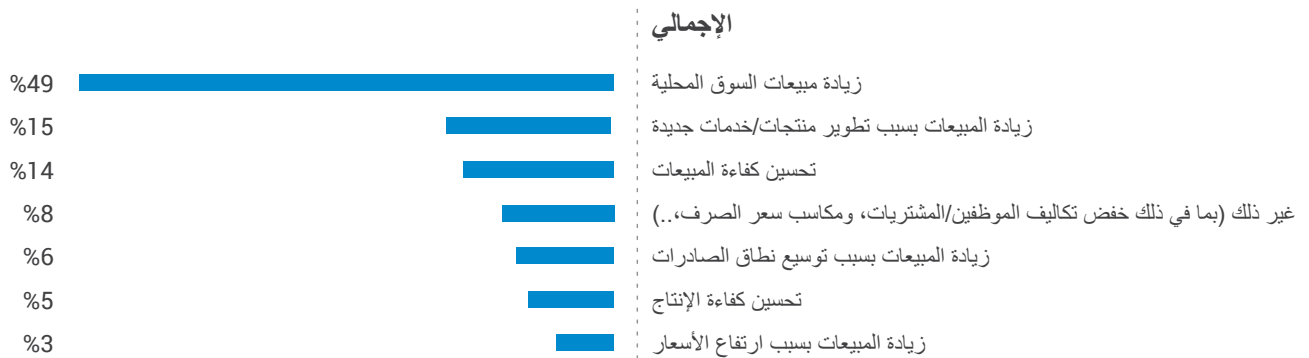 الإجمالي
زيادة مبيعات السوق المحلية %49
زيادة المبيعات بسبب تطوير منتجات/خدمات جديدة %15
تحسين كفاءة المبيعات %14
غير ذلك (بما في ذلك خفض تكاليف الموظفين/المشتريات، ومكاسب سعر الصرف،..) %8
زيادة المبيعات بسبب توسيع نطاق الصادرات %6
تحسين كفاءة الإنتاج %5
زيادة المبيعات بسبب ارتفاع الأسعار %3